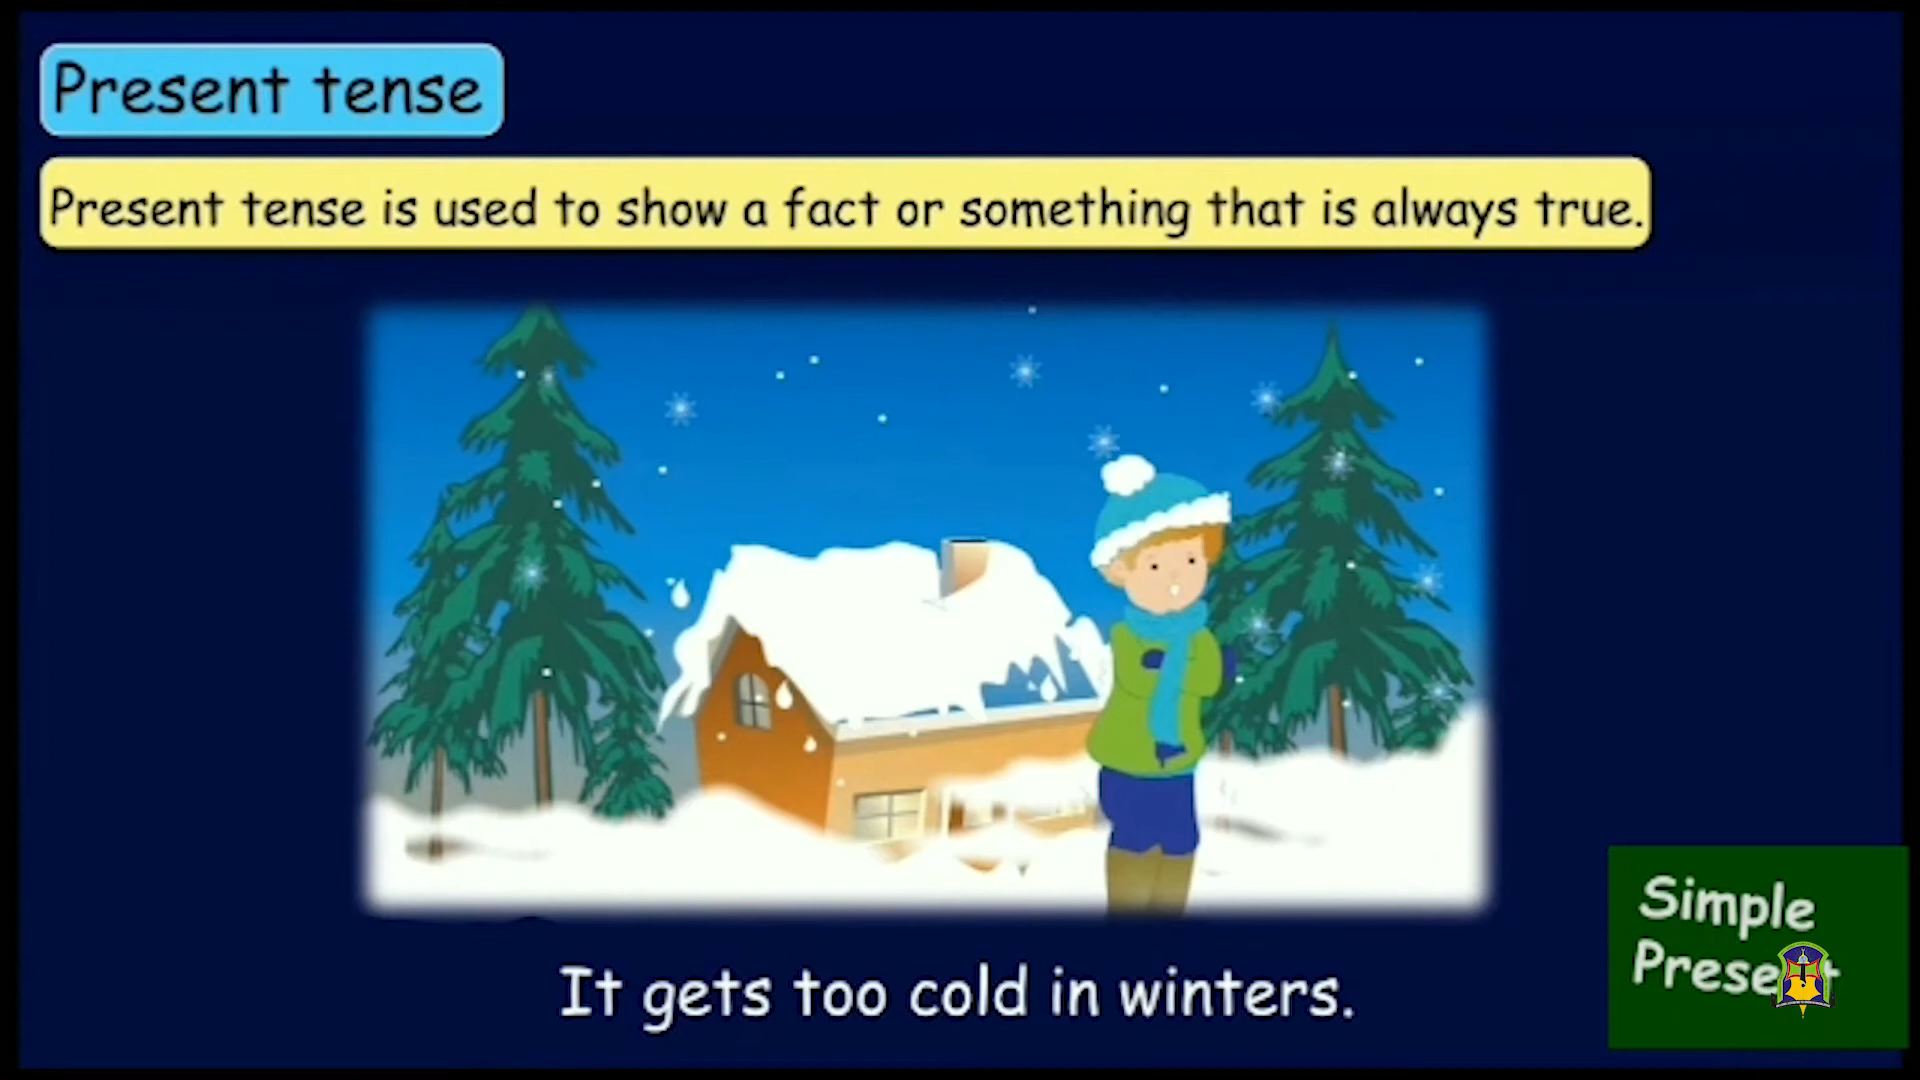 Present tense
Present tense is used to show a fact or something that is always true.
It gets too cold in winters.
Simple
Present